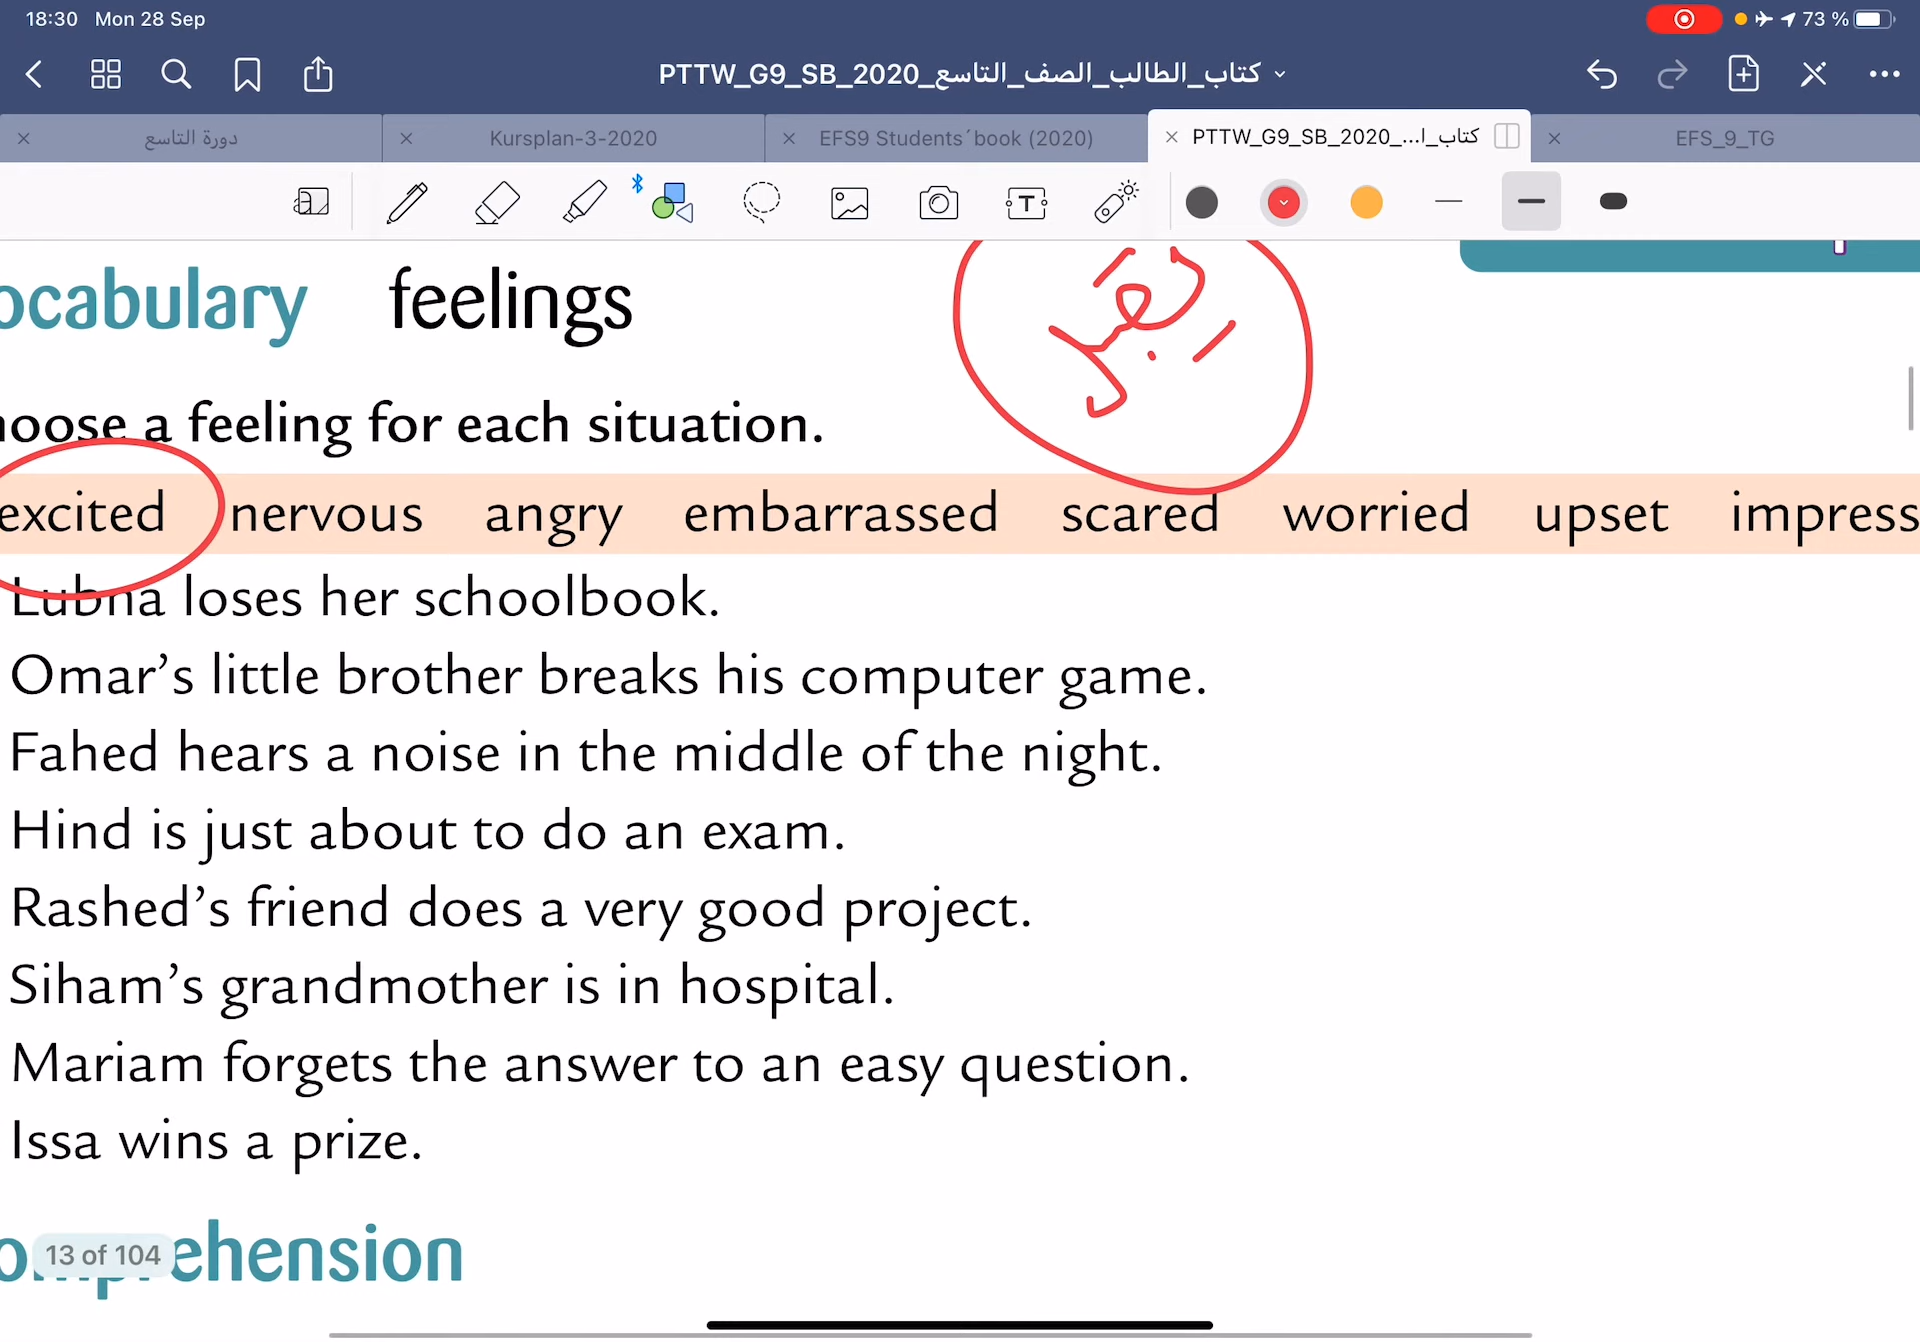 18:30 Mon 28 Sep 73 %
PTTW_G9_SB_2020_كتاب_الطالب_الصف_التاسع
دورة التاسع
Kursplan-3-2020
EFS9 Students´book (2020)
PTTW_G9_SB_2020_...كتاب_ا
EFS_9_TG
ocabulary feelings
hoose a feeling for each situation.
excited nervous angry embarrassed scared worried upset impress
Lubna loses her schoolbook.
Omar’s little brother breaks his computer game.
Fahed hears a noise in the middle of the night.
Hind is just about to do an exam.
Rashed’s friend does a very good project.
Siham’s grandmother is in hospital.
Mariam forgets the answer to an easy question.
Issa wins a prize.
omprehension
13 of 104